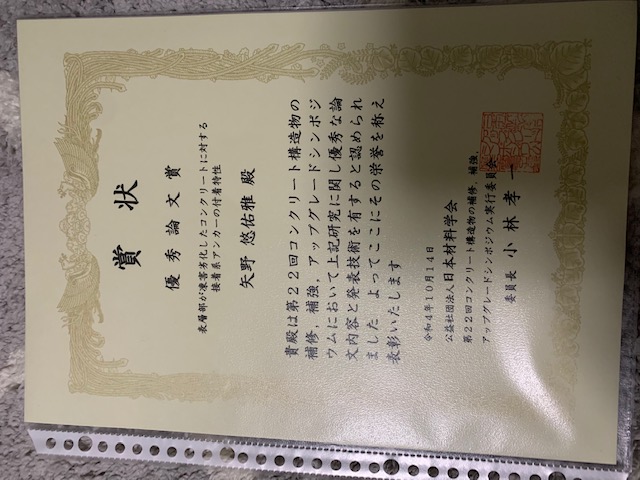 賞状
優秀論文賞
表層部が凍害劣化したコンクリートに対する
接着系アンカーの付着特性
矢野 悠佑雅 殿
貴殿は第22回コンクリート構造物の
補修，補強，アップグレードシンポジ
ウムにおいて上記研究に関し優秀な論
文内容と発表技術を有すると認められ
ました よってここにその栄誉を称え
表彰いたします
令和4年10月14日
公益社団法人日本材料学会
第22回コンクリート構造物の補修，補強，
アップグレードシンポジウム実行委員会
委員長 小林孝一